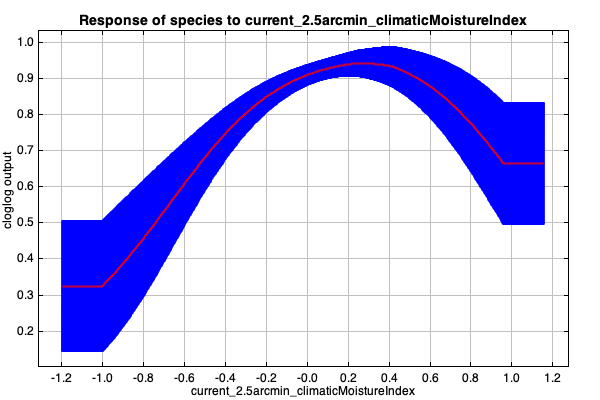 Response of species to current_2.5arcmin_climaticMoistureIndex
1.0
0.9
0.8
0.7
0.6
0.5
0.4
0.3
0.2
cloglog output
-1.2 -1.0 -0.8 -0.6 -0.4 -0.2 -0.0 0.2 0.4 0.6 0.8 1.0 1.2
current_2.5arcmin_climaticMoistureIndex